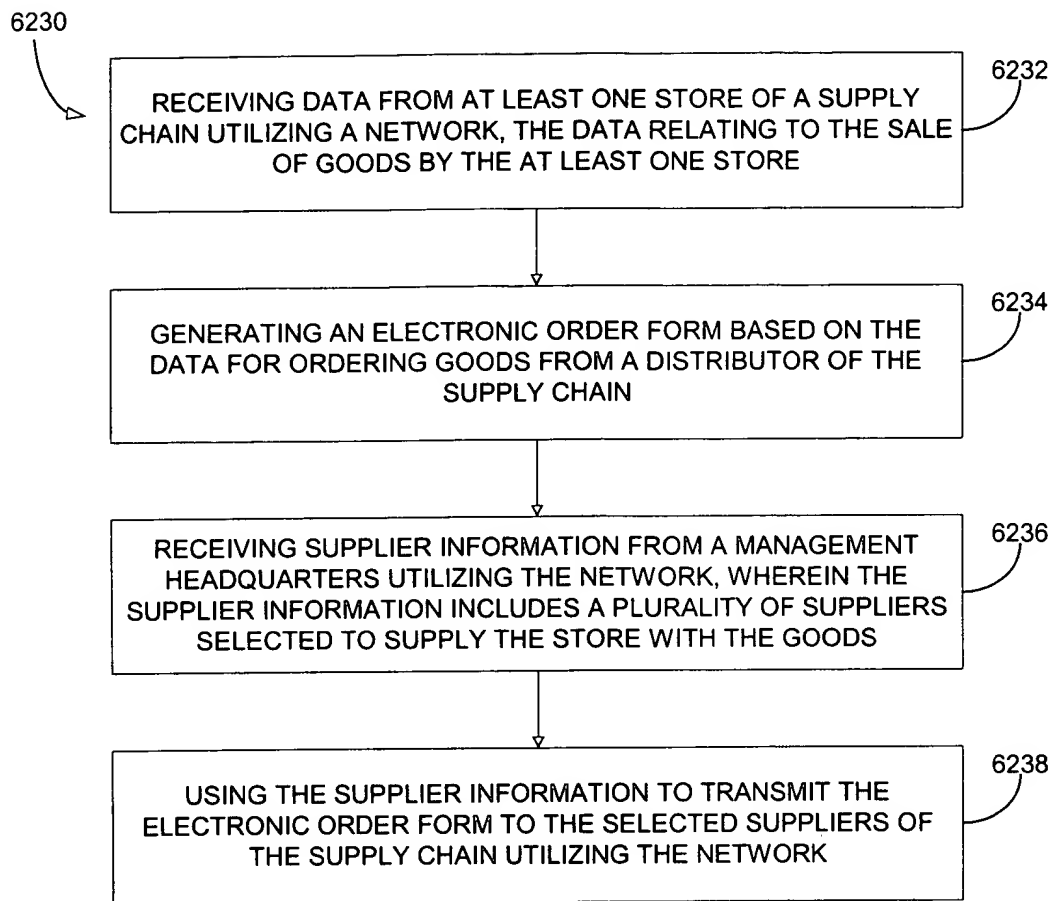 6230
6232
RECEIVING DATA FROM AT LEAST ONE STORE OF A SUPPLY
CHAIN UTILIZING A NETWORK, THE DATA RELATING TO THE SALE
OF GOODS BY THE AT LEAST ONE STORE
6234
GENERATING AN ELECTRONIC ORDER FORM BASED ON THE
DATA FOR ORDERING GOODS FROM A DISTRIBUTOR OF THE
SUPPLY CHAIN
6236
RECEIVING SUPPLIER INFORMATION FROM A MANAGEMENT
HEADQUARTERS UTILIZING THE NETWORK, WHEREIN THE
SUPPLIER INFORMATION INCLUDES A PLURALITY OF SUPPLIERS
SELECTED TO SUPPLY THE STORE WITH THE GOODS
6238
USING THE SUPPLIER INFORMATION TO TRANSMIT THE
ELECTRONIC ORDER FORM TO THE SELECTED SUPPLIERS OF
THE SUPPLY CHAIN UTILIZING THE NETWORK